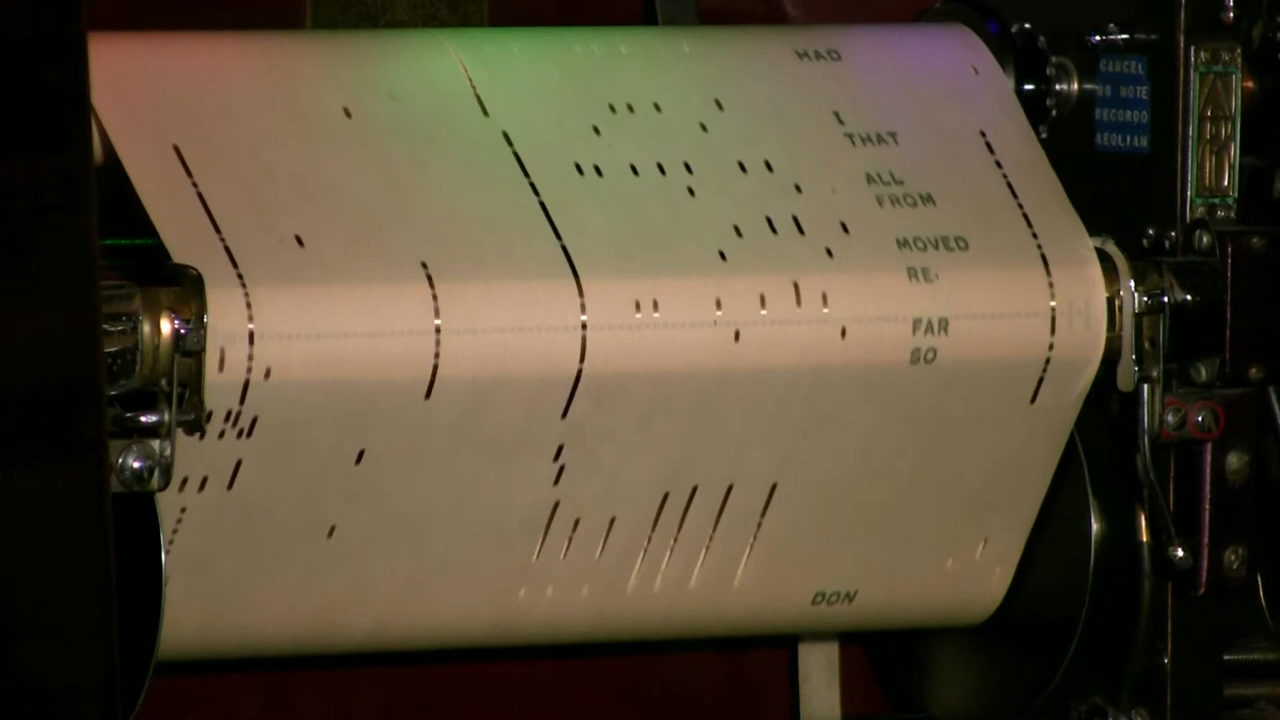 HAD
THAT
ALL
FROM
MOVED
RE-
FAR
SO
DON
CANCEL
NO NOTE
RECORDO
AEOLIAN